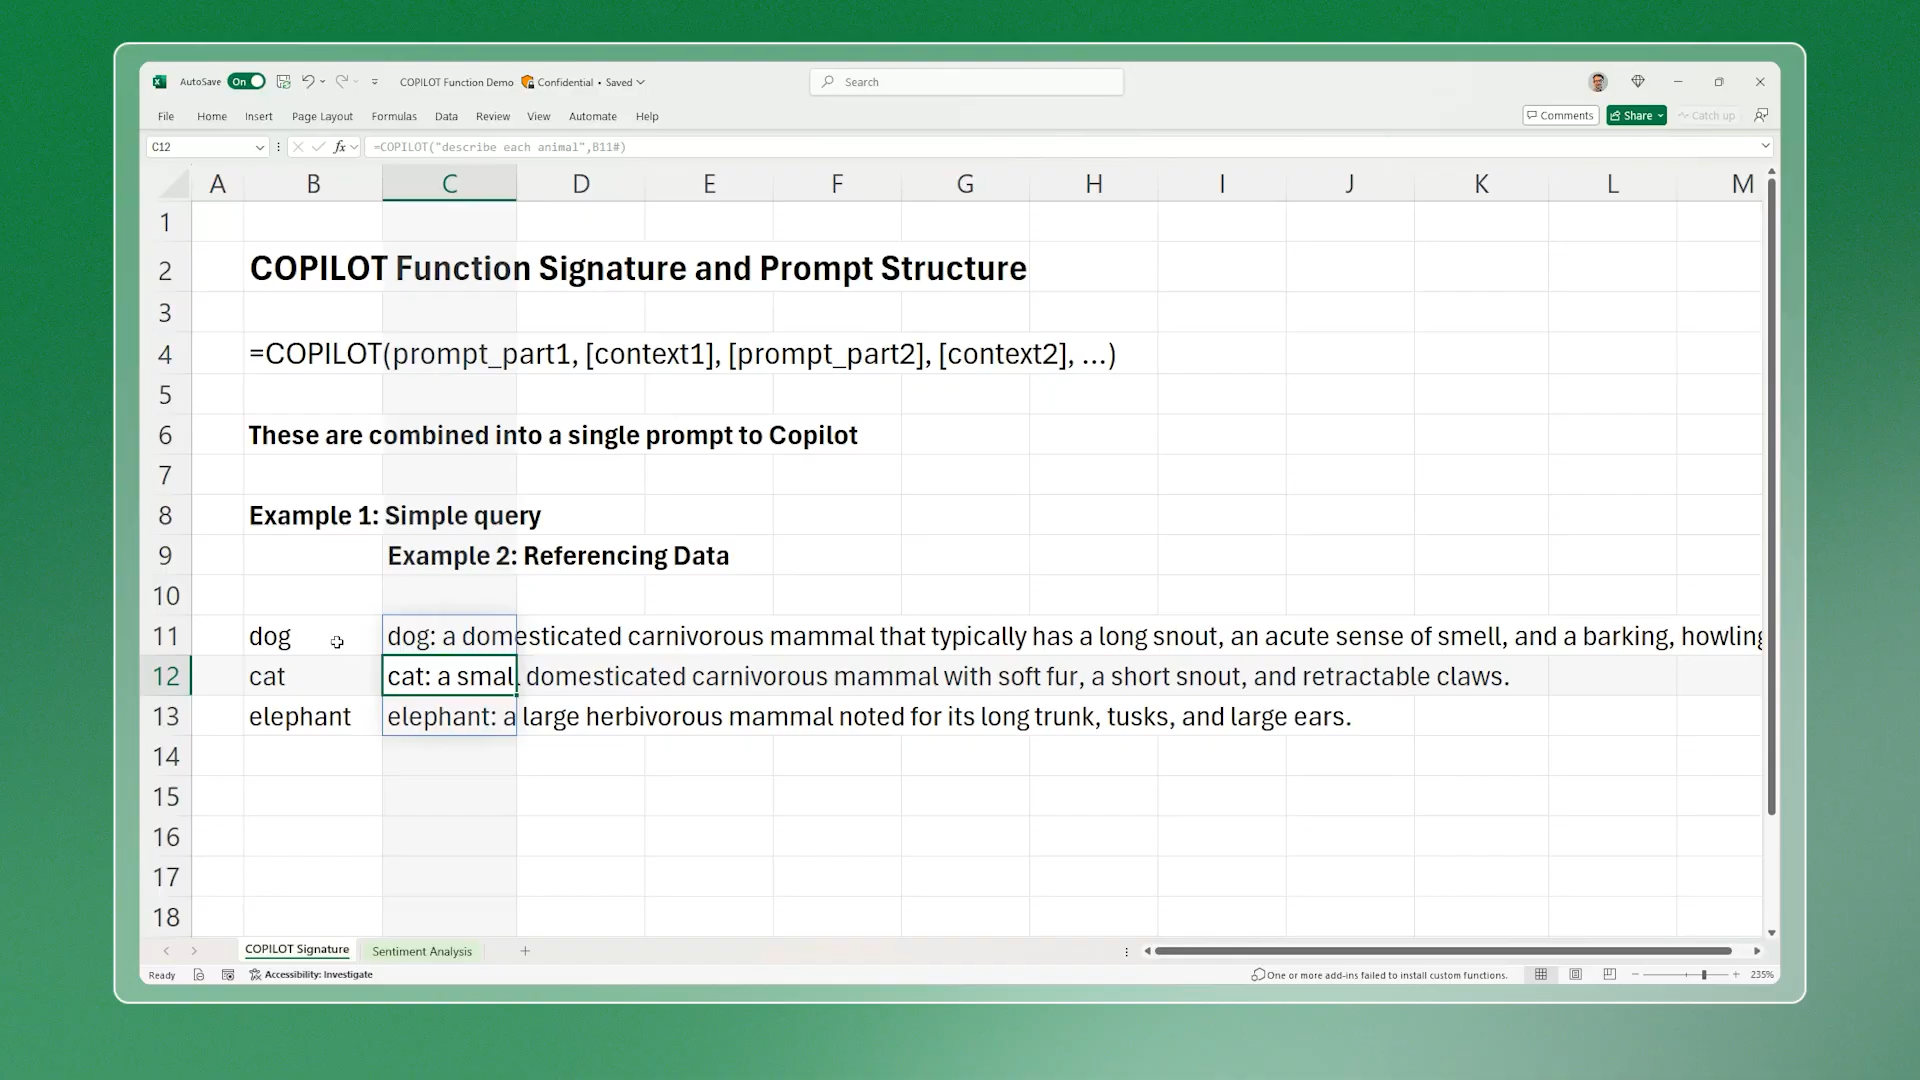 AutoSave On COPILOT Function Demo Confidential • Saved Search
File Home Insert Page Layout Formulas Data Review View Automate Help Comments Share Catch up
C12 fx =COPILOT("describe each animal",B11#)
A B C D E F G H I J K L M
1
2 COPILOT Function Signature and Prompt Structure
3
4 =COPILOT(prompt_part1, [context1], [prompt_part2], [context2], ...)
5
6 These are combined into a single prompt to Copilot
7
8 Example 1: Simple query
9 Example 2: Referencing Data
10
11 dog dog: a domesticated carnivorous mammal that typically has a long snout, an acute sense of smell, and a barking, howling
12 cat cat: a smal domesticated carnivorous mammal with soft fur, a short snout, and retractable claws.
13 elephant elephant: a large herbivorous mammal noted for its long trunk, tusks, and large ears.
14
15
16
17
18
COPILOT Signature Sentiment Analysis
Ready Accessibility: Investigate One or more add-ins failed to install custom functions. 235%